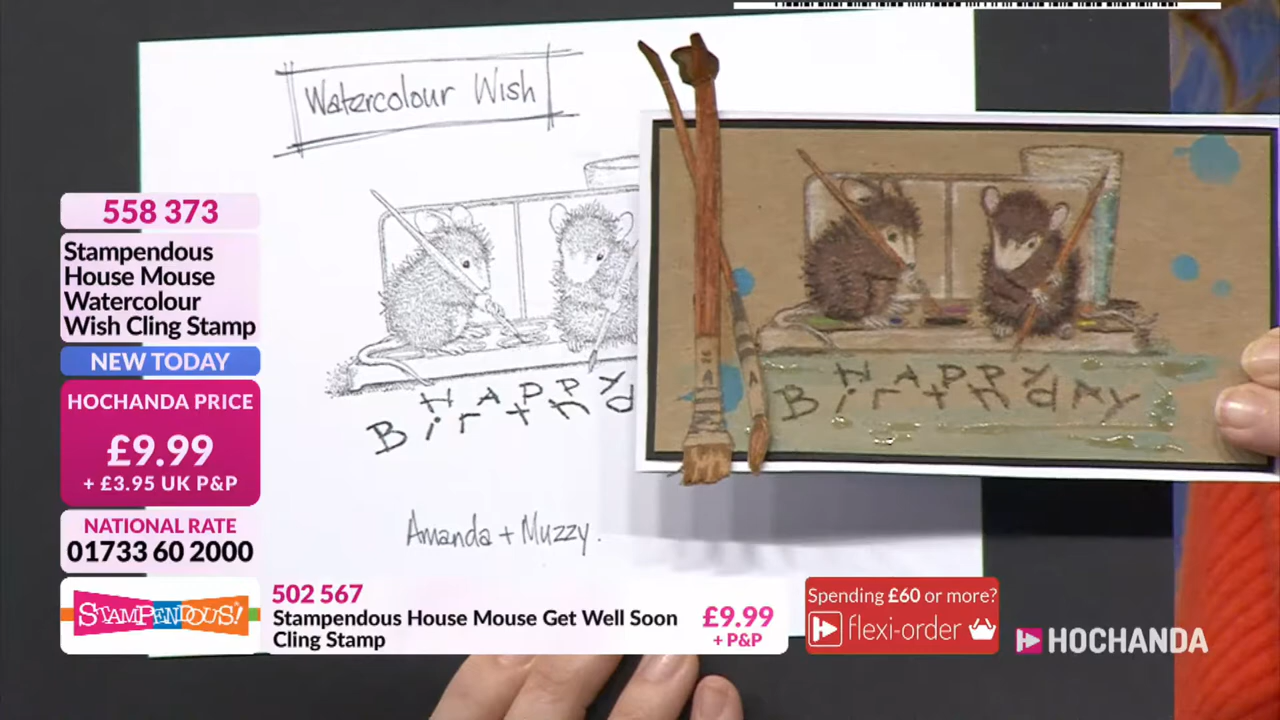 Watercolour Wish
558 373
Stampendous
House Mouse
Watercolour
Wish Cling Stamp
NEW TODAY
HOCHANDA PRICE
£9.99
+ £3.95 UK P&P
NATIONAL RATE
01733 60 2000
HAPPY
Birthd
HAPPY
Birthday
Amanda + Muzzy.
STAMPENDOUS!
502 567
Stampendous House Mouse Get Well Soon
Cling Stamp
£9.99
+ P&P
Spending £60 or more?
flexi-order
HOCHANDA